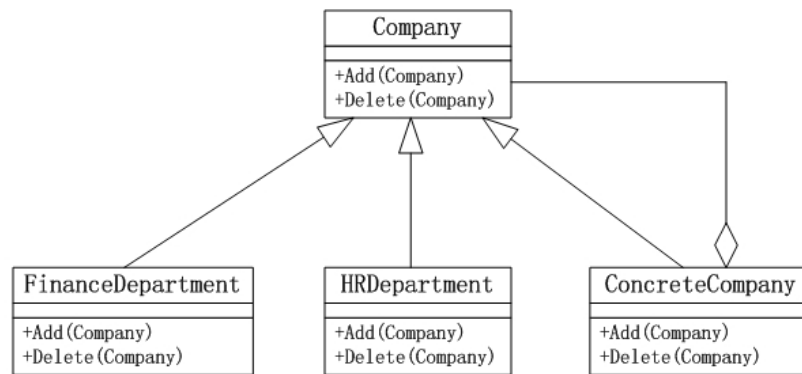 Company
+Add(Company)
+Delete(Company)
FinanceDepartment
+Add(Company)
+Delete(Company)
HRDepartment
+Add(Company)
+Delete(Company)
ConcreteCompany
+Add(Company)
+Delete(Company)